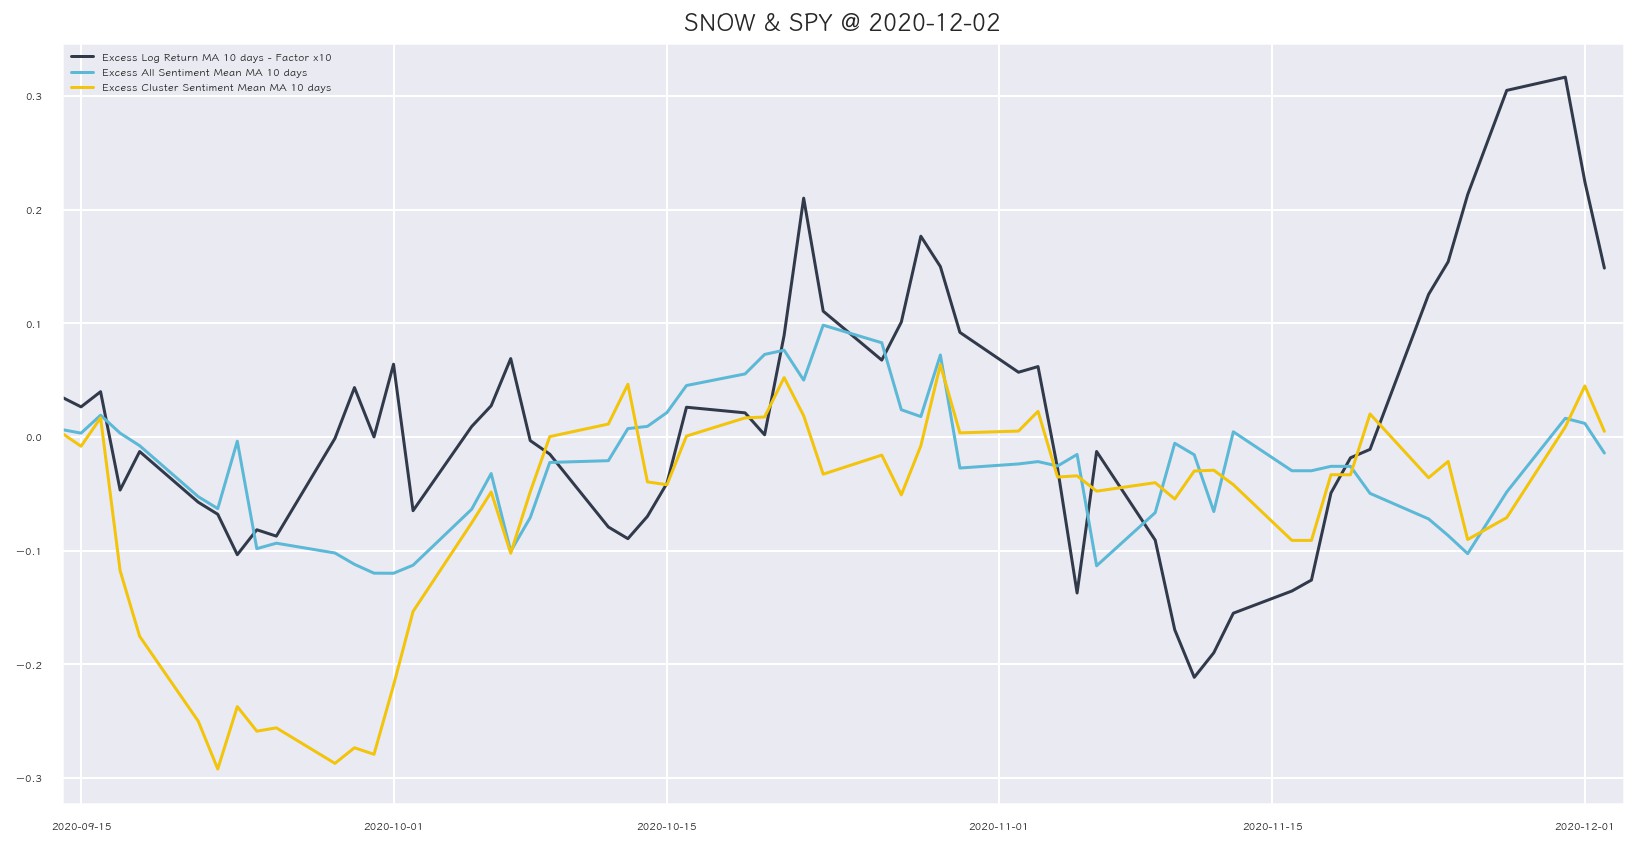 SNOW & SPY @ 2020-12-02
Excess Log Return MA 10 days - Factor x10
Excess All Sentiment Mean MA 10 days
Excess Cluster Sentiment Mean MA 10 days
0.3
0.2
0.1
0.0
−0.1
−0.2
−0.3
2020-09-15 2020-10-01 2020-10-15 2020-11-01 2020-11-15 2020-12-01